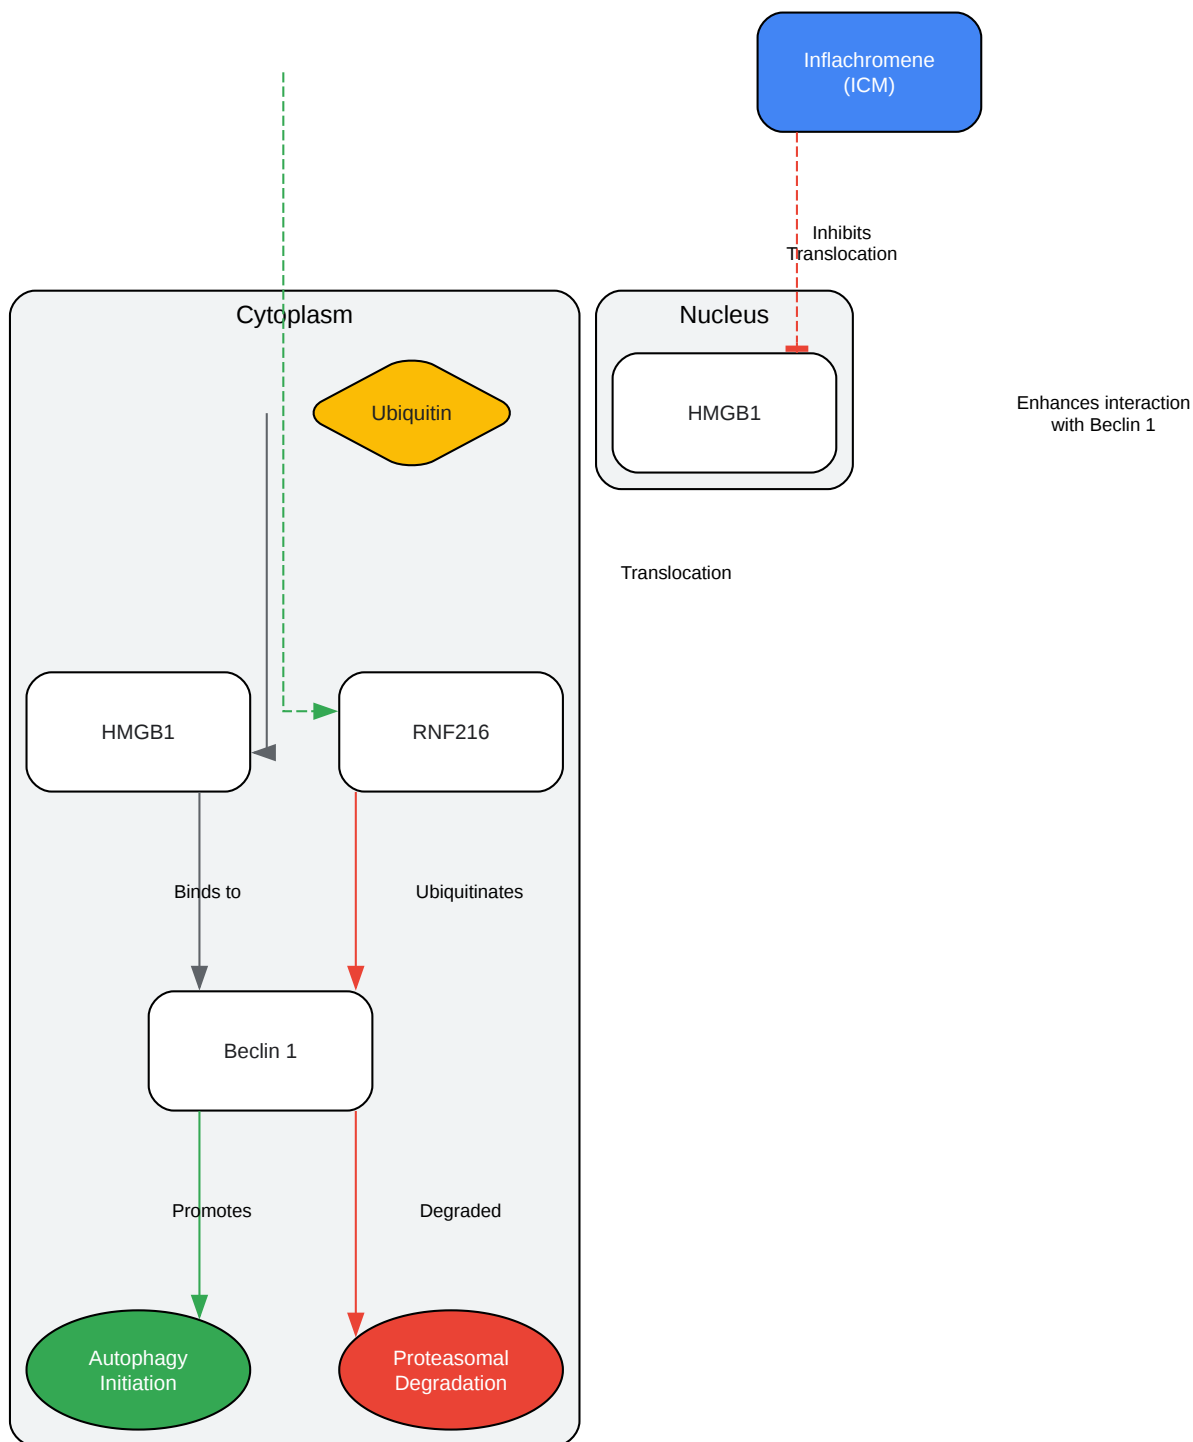 Inflachromene
(ICM)
Inhibits
Translocation
Cytoplasm
Nucleus
Ubiquitin
HMGB1
Enhances interaction
with Beclin 1
Translocation
HMGB1
RNF216
Binds to
Ubiquitinates
Beclin 1
Promotes
Degraded
Autophagy
Initiation
Proteasomal
Degradation